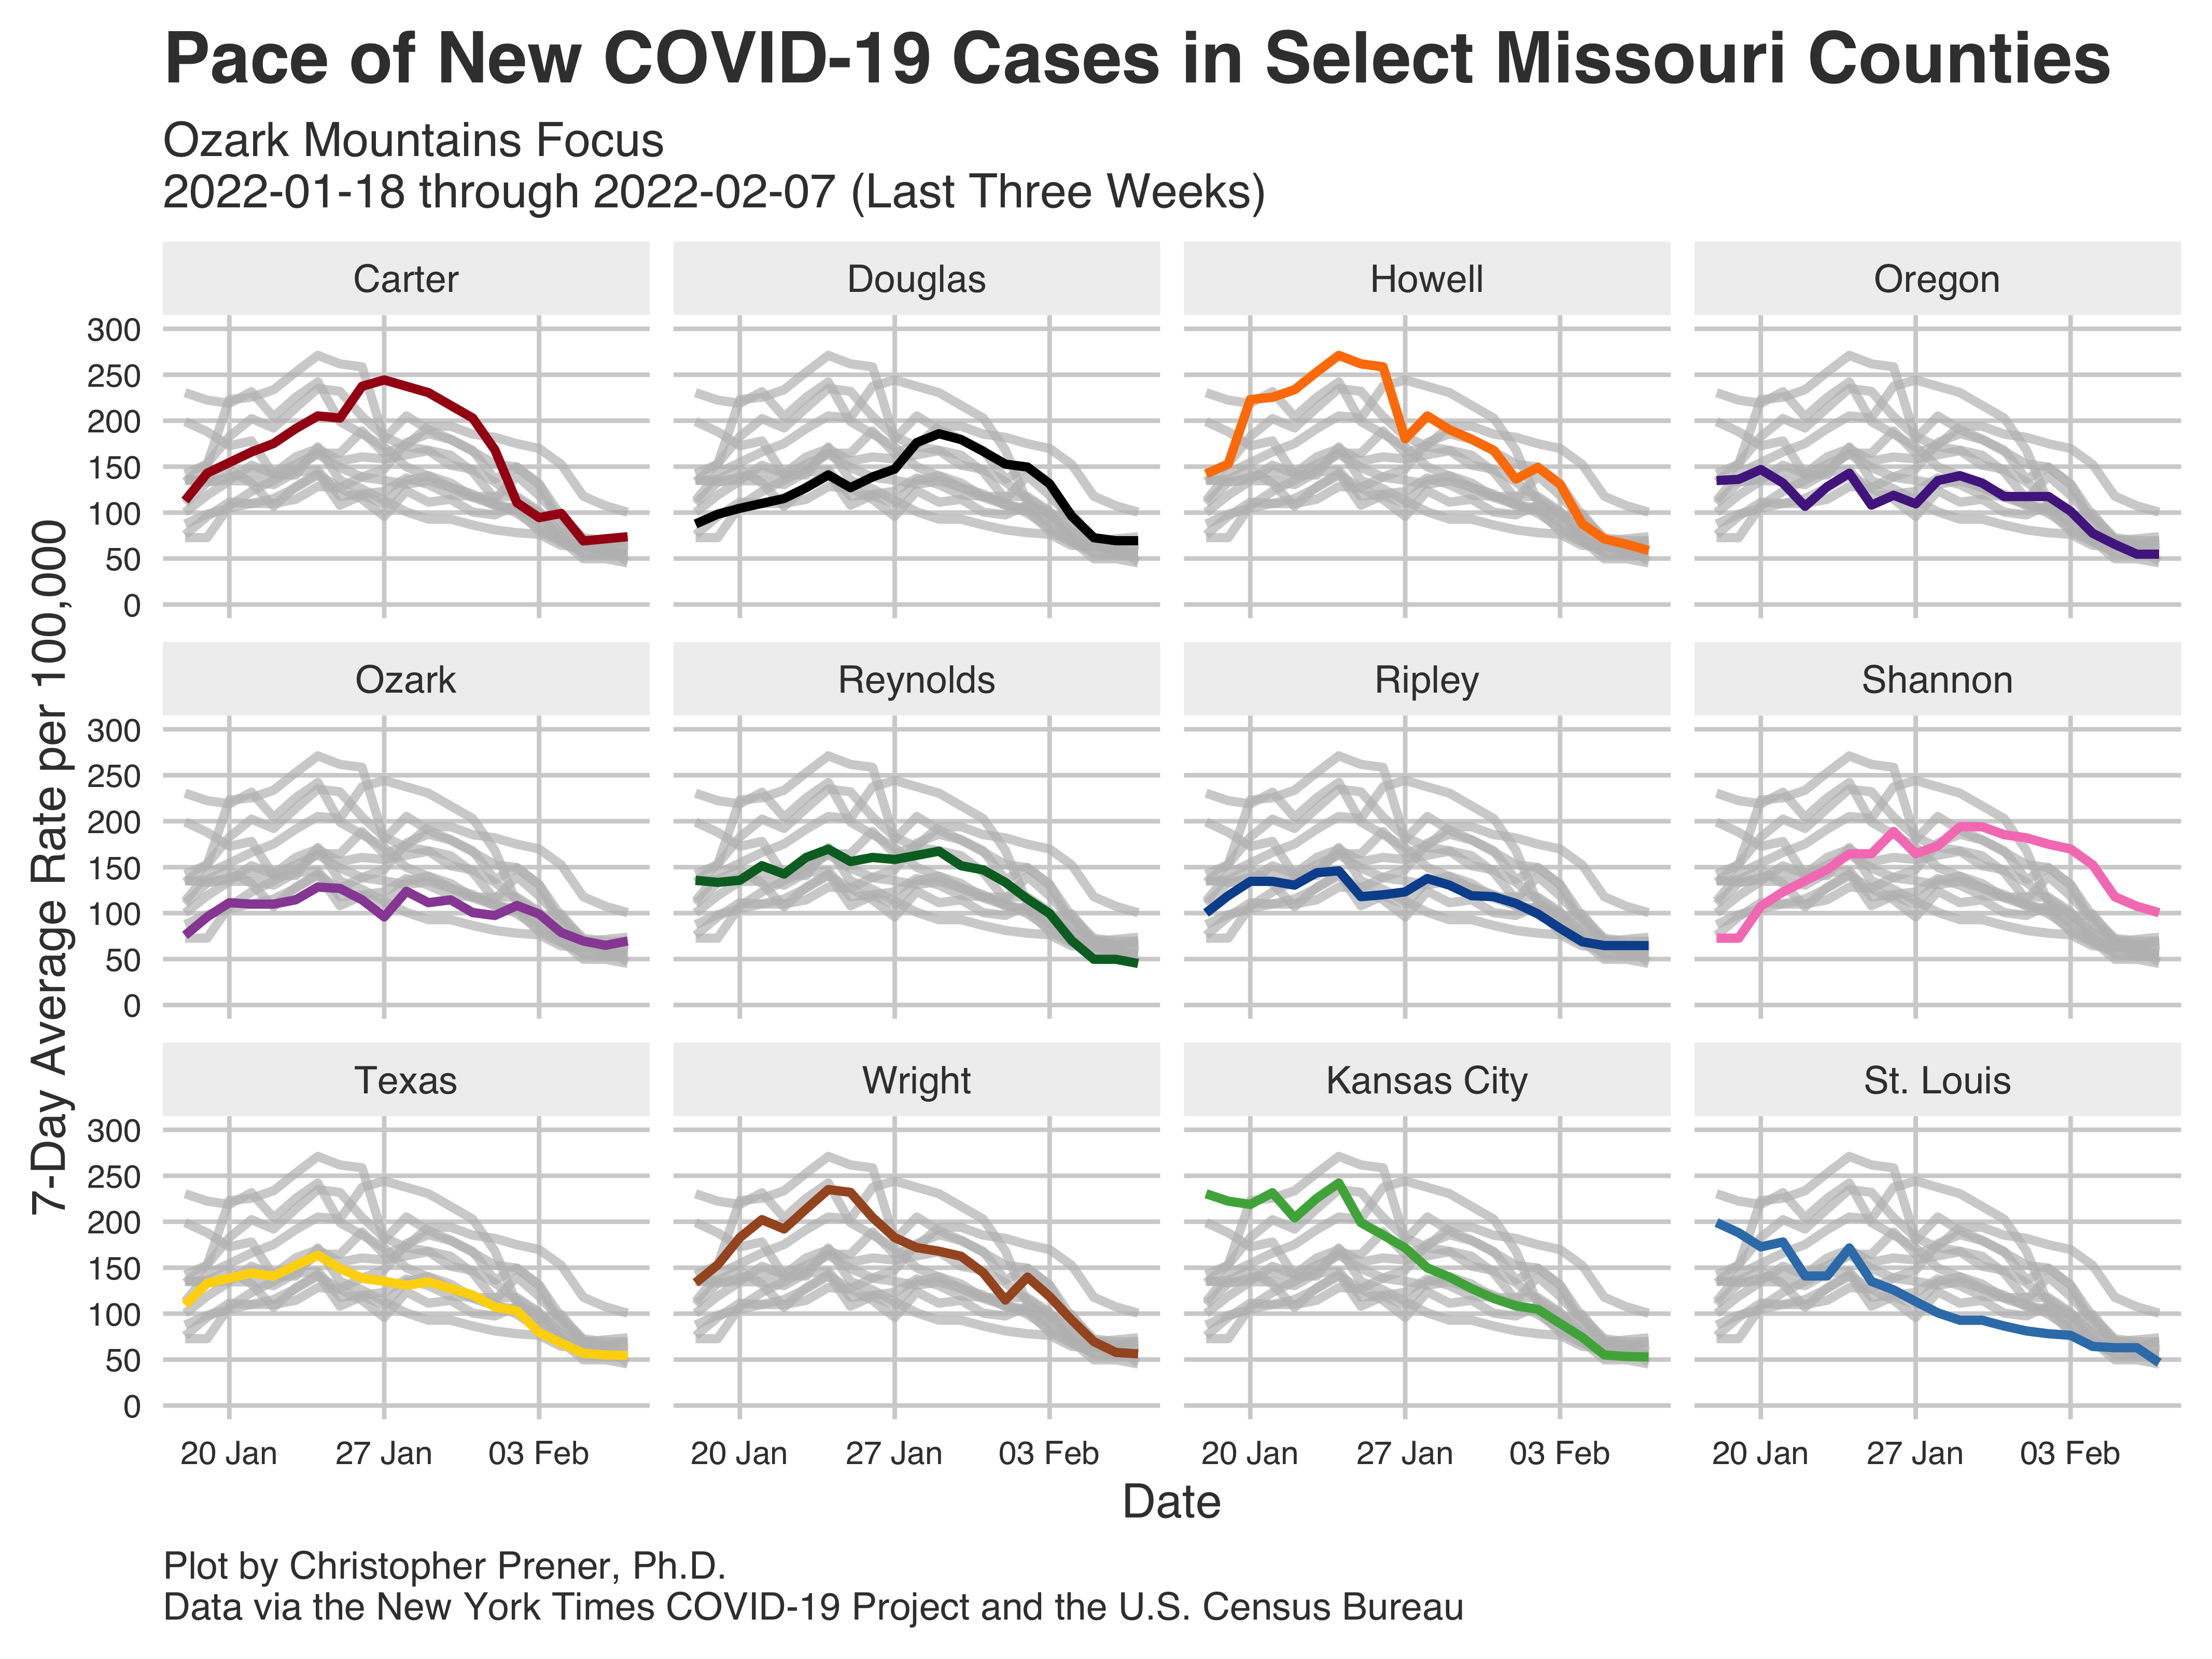 Pace of New COVID-19 Cases in Select Missouri Counties
Ozark Mountains Focus
2022-01-18 through 2022-02-07 (Last Three Weeks)
7-Day Average Rate per 100,000
Carter
Douglas
Howell
Oregon
300
250
200
150
100
50
0
Ozark
Reynolds
Ripley
Shannon
300
250
200
150
100
50
0
Texas
Wright
Kansas City
St. Louis
300
250
200
150
100
50
0
20 Jan 27 Jan 03 Feb
20 Jan 27 Jan 03 Feb
20 Jan 27 Jan 03 Feb
20 Jan 27 Jan 03 Feb
Date
Plot by Christopher Prener, Ph.D.
Data via the New York Times COVID-19 Project and the U.S. Census Bureau